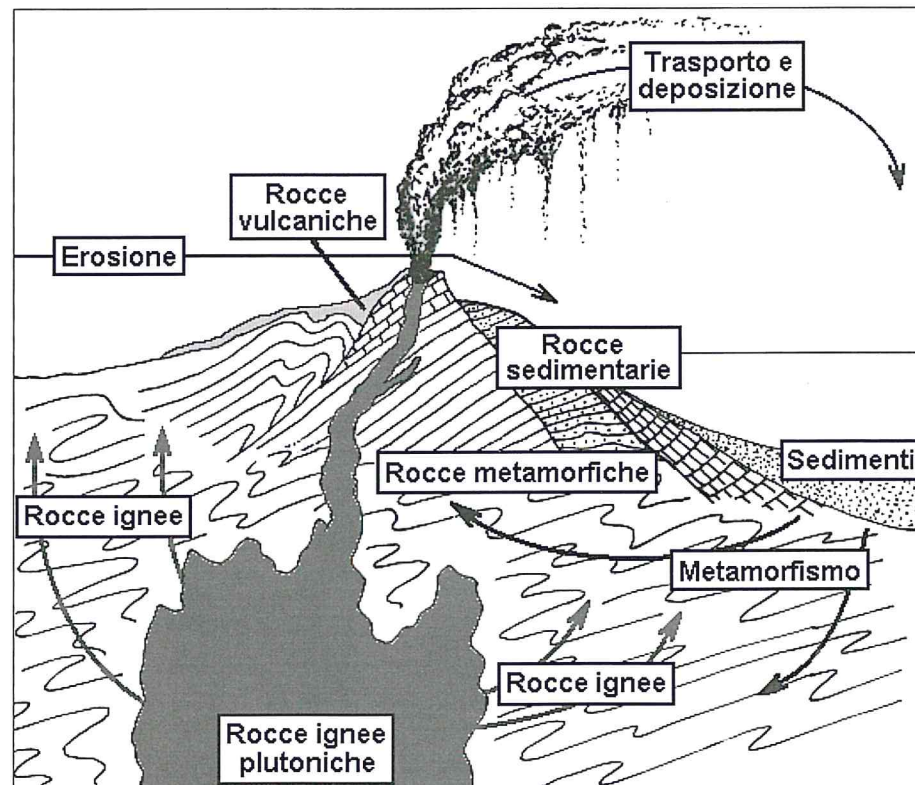 Trasporto e
deposizione
Rocce
vulcaniche
Erosione
Rocce
sedimentarie
Rocce metamorfiche
Sedimenti
Rocce ignee
Metamorfismo
Rocce ignee
Rocce ignee
plutoniche